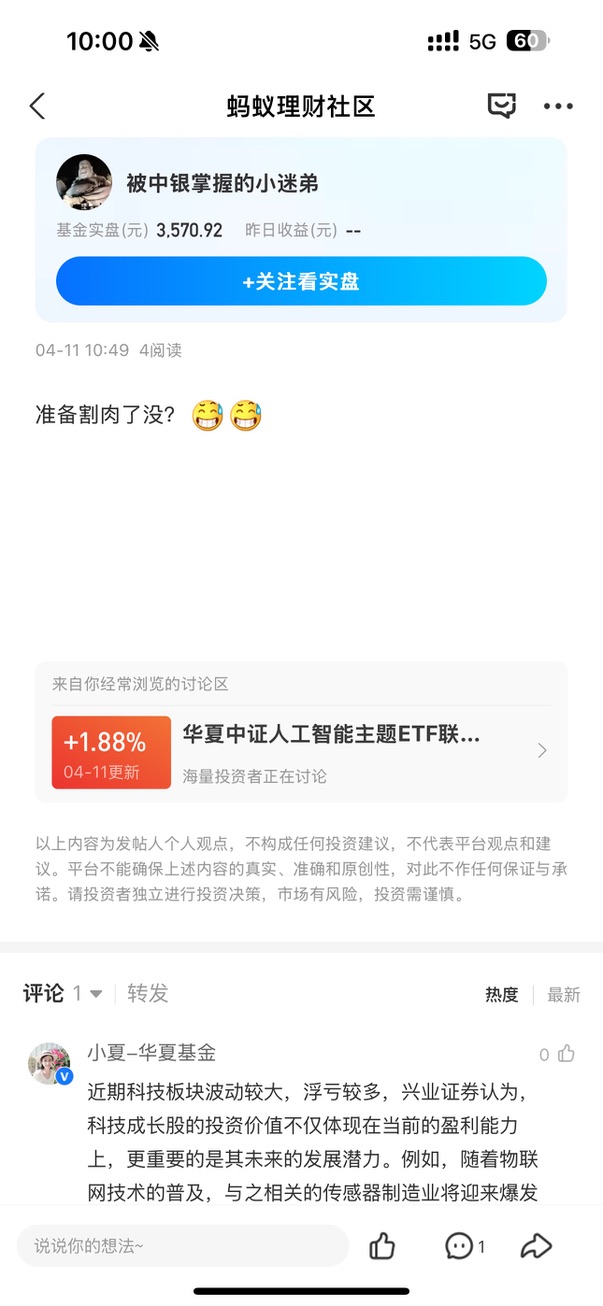 10:00
5G 60
蚂蚁理财社区
被中银掌握的小迷弟
基金实盘(元) 3,570.92 昨日收益(元) --
+关注看实盘
04-11 10:49 4阅读
准备割肉了没?
来自你经常浏览的讨论区
+1.88%
04-11更新
华夏中证人工智能主题ETF联...
海量投资者正在讨论
以上内容为发帖人个人观点，不构成任何投资建议，不代表平台观点和建
议。平台不能确保上述内容的真实、准确和原创性，对此不作任何保证与承
诺。请投资者独立进行投资决策，市场有风险，投资需谨慎。
评论 1 转发
热度 最新
小夏-华夏基金
0
近期科技板块波动较大，浮亏较多，兴业证券认为，
科技成长股的投资价值不仅体现在当前的盈利能力
上，更重要的是其未来的发展潜力。例如，随着物联
网技术的普及，与之相关的传感器制造业将迎来爆发
说说你的想法~
1